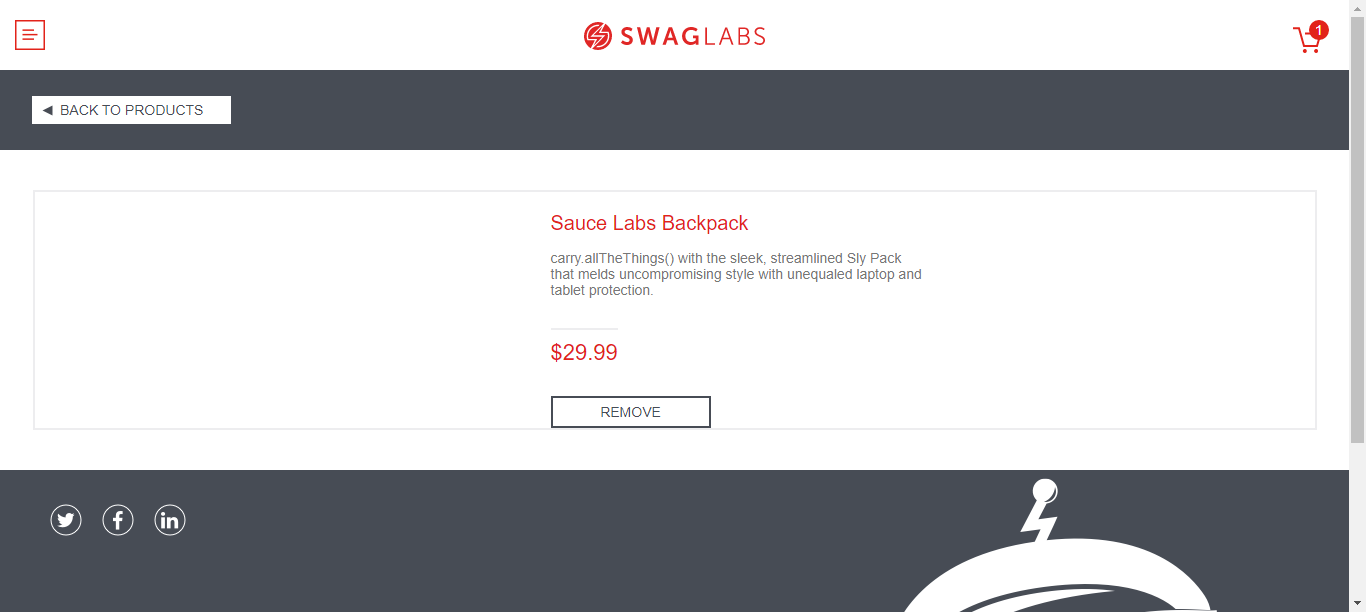 SWAGLABS
1
◄ BACK TO PRODUCTS
Sauce Labs Backpack
carry.allTheThings() with the sleek, streamlined Sly Pack
that melds uncompromising style with unequaled laptop and
tablet protection.
$29.99
REMOVE